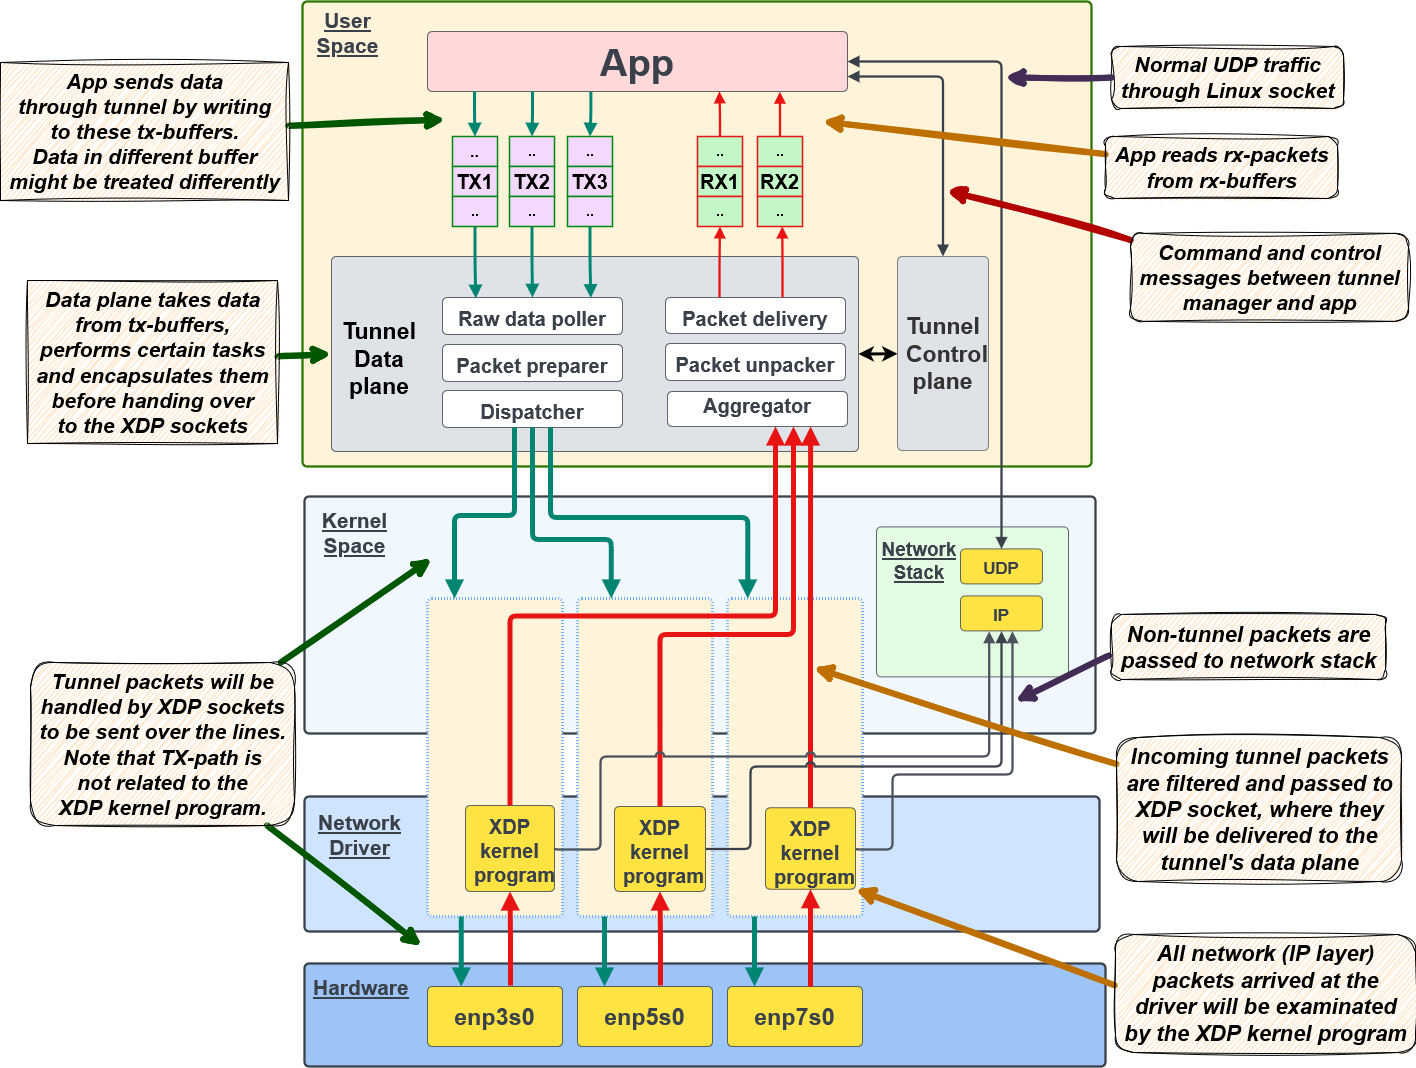 User
Space
App
App sends data
through tunnel by writing
to these tx-buffers.
Data in different buffer
might be treated differently
Normal UDP traffic
through Linux socket
App reads rx-packets
from rx-buffers
..
TX1
..
..
TX2
..
..
TX3
..
..
RX1
..
..
RX2
..
Command and control
messages between tunnel
manager and app
Data plane takes data
from tx-buffers,
performs certain tasks
and encapsulates them
before handing over
to the XDP sockets
Tunnel
Data
plane
Raw data poller
Packet preparer
Dispatcher
Packet delivery
Packet unpacker
Aggregator
Tunnel
Control
plane
Kernel
Space
Network
Stack
UDP
IP
Non-tunnel packets are
passed to network stack
Tunnel packets will be
handled by XDP sockets
to be sent over the lines.
Note that TX-path is
not related to the
XDP kernel program.
Incoming tunnel packets
are filtered and passed to
XDP socket, where they
will be delivered to the
tunnel's data plane
Network
Driver
XDP
kernel
program
XDP
kernel
program
XDP
kernel
program
All network (IP layer)
packets arrived at the
driver will be examinated
by the XDP kernel program
Hardware
enp3s0
enp5s0
enp7s0